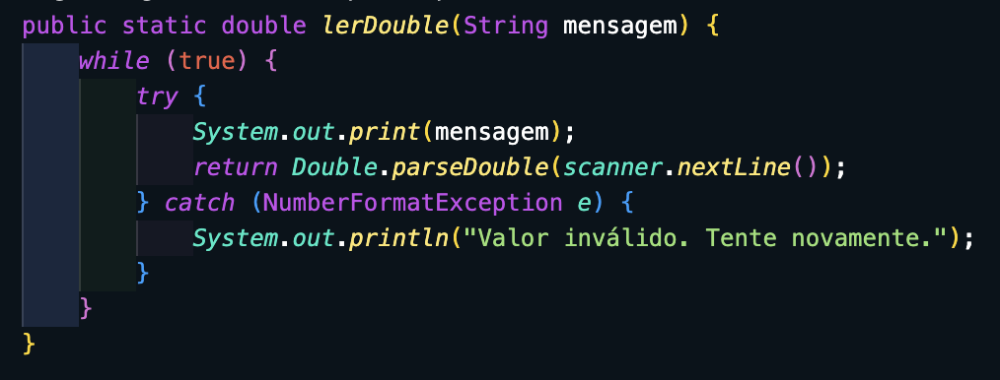 public static double lerDouble(String mensagem) {
while (true) {
try {
System.out.print(mensagem);
return Double.parseDouble(scanner.nextLine());
} catch (NumberFormatException e) {
System.out.println("Valor inválido. Tente novamente.");
}
}
}